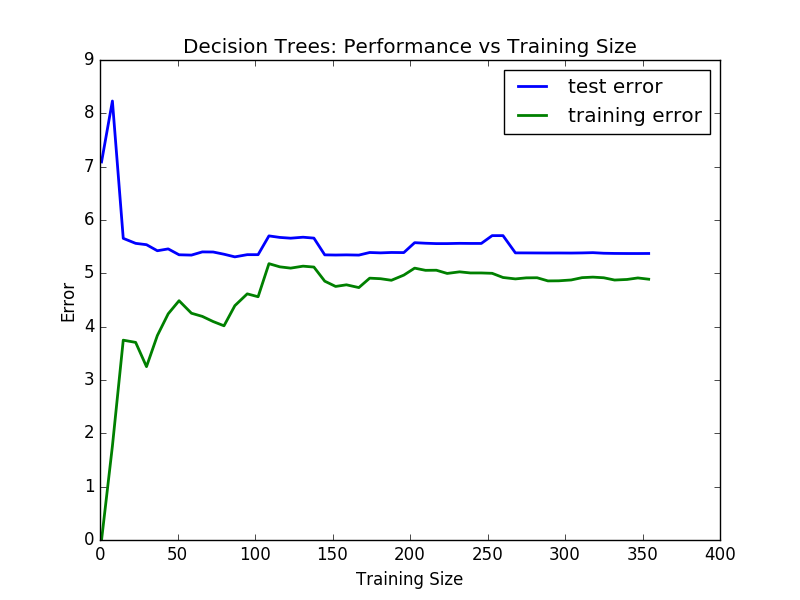 Decision Trees: Performance vs Training Size
9
8
7
6
5
4
3
2
1
0
test error
training error
Error
0 50 100 150 200 250 300 350 400
Training Size